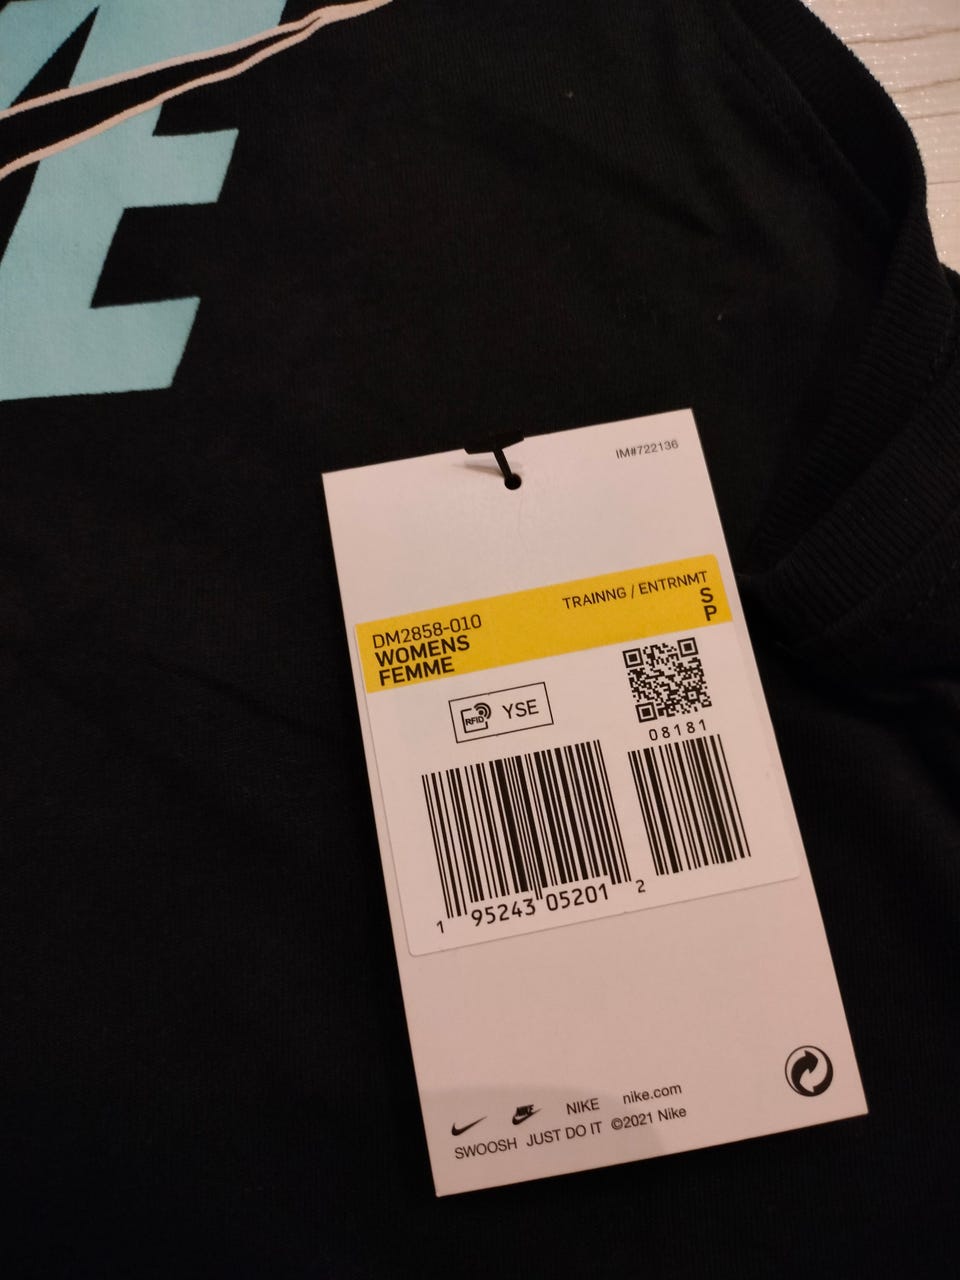 E
IM#722136
TRAINNG / ENTRNMT
DM2858-010
S
WOMENS
P
FEMME
RFID YSE
08181
1 95243 05201 2
NIKE NIKE nike.com
SWOOSH JUST DO IT ©2021 Nike